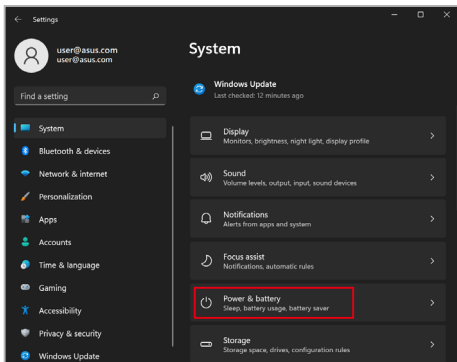 Settings
user@asus.com
user@asus.com
Find a setting
System
Bluetooth & devices
Network & internet
Personalization
Apps
Accounts
Time & language
Gaming
Accessibility
Privacy & security
Windows Update
System
Windows Update
Last checked: 12 minutes ago
Display
Monitors, brightness, night light, display profile
Sound
Volume levels, output, input, sound devices
Notifications
Alerts from apps and system
Focus assist
Notifications, automatic rules
Power & battery
Sleep, battery usage, battery saver
Storage
Storage space, drives, configuration rules